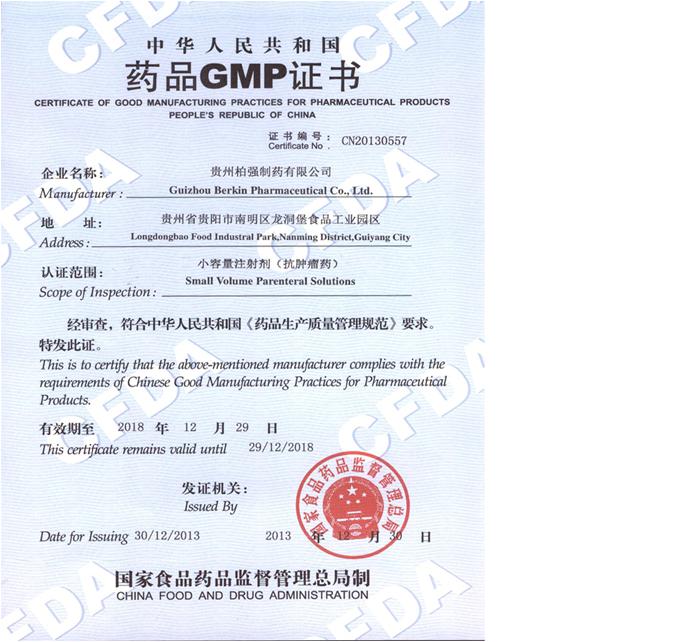 中华人民共和国
药品GMP证书
CERTIFICATE OF GOOD MANUFACTURING PRACTICES FOR PHARMACEUTICAL PRODUCTS
PEOPLE'S REPUBLIC OF CHINA
证书编号：
Certificate No . CN20130557
企业名称： 贵州柏强制药有限公司
Manufacturer : Guizhou Berkin Pharmaceutical Co., Ltd.
地 址： 贵州省贵阳市南明区龙洞堡食品工业园区
Address : Longdongbao Food Industral Park,Nanming District,Guiyang City
认证范围： 小容量注射剂（抗肿瘤药）
Scope of Inspection : Small Volume Parenteral Solutions
经审查，符合中华人民共和国《药品生产质量管理规范》要求。
特发此证。
This is to certify that the above-mentioned manufacturer complies with the
requirements of Chinese Good Manufacturing Practices for Pharmaceutical
Products.
有效期至 2018 年 12 月 29 日
This certificate remains valid until 29/12/2018
发证机关：
Issued By
国家食品药品监督管理总局
Date for Issuing 30/12/2013 2013 年 12 月 30 日
国家食品药品监督管理总局制
CHINA FOOD AND DRUG ADMINISTRATION
CFDA
CFDA
CFDA
CFDA
CFDA
CFDA
CFDA
CFDA